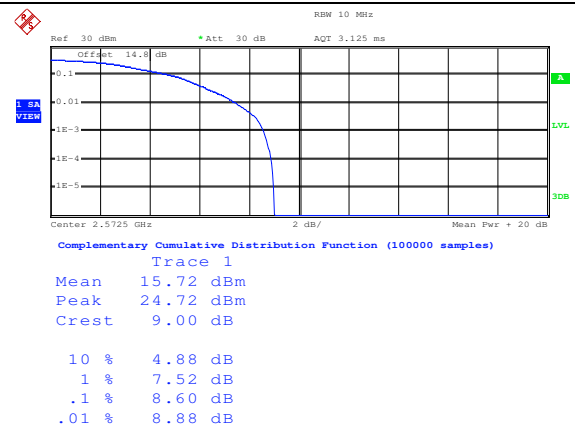 RBW 10 MHz
Ref 30 dBm *Att 30 dB AQT 3.125 ms
Offset 14.8 dB
0.1
A
1 SA
VIEW
0.01
LVL
1E-3
1E-4
1E-5
3DB
Center 2.5725 GHz 2 dB/ Mean Pwr + 20 dB
Complementary Cumulative Distribution Function (100000 samples)
Trace 1
Mean 15.72 dBm
Peak 24.72 dBm
Crest 9.00 dB
10 % 4.88 dB
1 % 7.52 dB
.1 % 8.60 dB
.01 % 8.88 dB